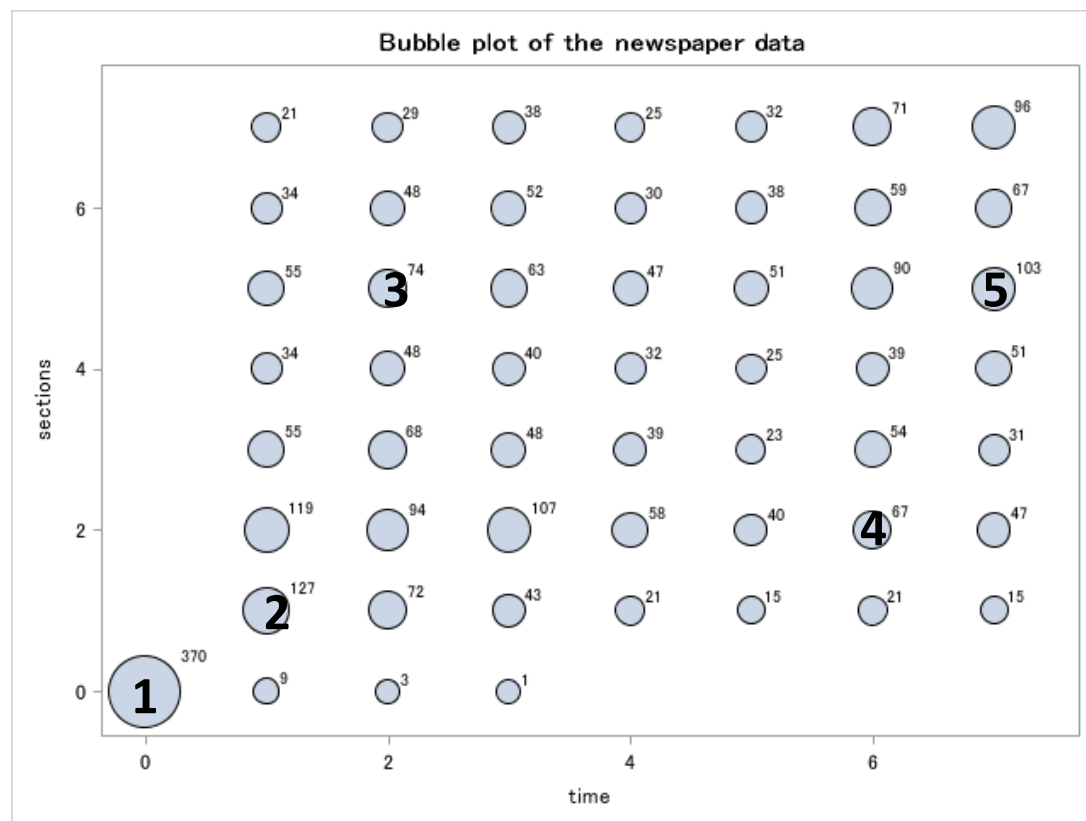 Bubble plot of the newspaper data
21 29 38 25 32 71 96
6 34 48 52 30 38 59 67
55 3 74 63 47 51 90 5 103
4 34 48 40 32 25 39 51
55 68 48 39 23 54 31
2 119 94 107 58 40 4 67 47
2 127 72 43 21 15 21 15
0 1 370 9 3 1
sections
0 2 4 6
time